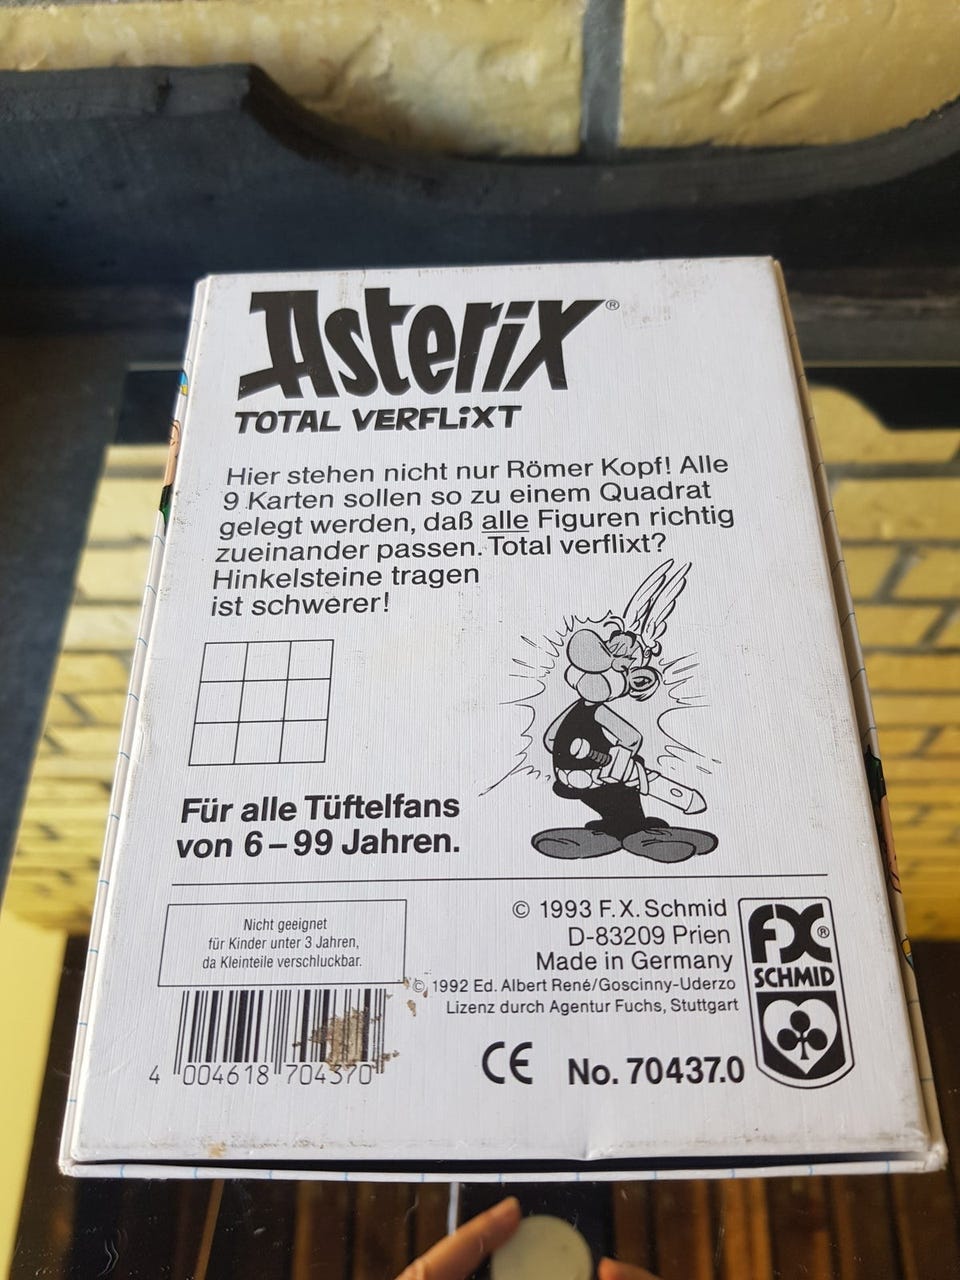 Asterix®
TOTAL VERFLiXT
Hier stehen nicht nur Römer Kopf! Alle
9 Karten sollen so zu einem Quadrat
gelegt werden, daß alle Figuren richtig
zueinander passen. Total verflixt?
Hinkelsteine tragen
ist schwerer!
Für alle Tüftelfans
von 6–99 Jahren.
Nicht geeignet
für Kinder unter 3 Jahren,
da Kleinteile verschluckbar.
4 004618 704370
© 1993 F.X. Schmid
D-83209 Prien
Made in Germany
© 1992 Ed. Albert René/Goscinny-Uderzo
Lizenz durch Agentur Fuchs, Stuttgart
CE No. 70437.0
FX®
SCHMID